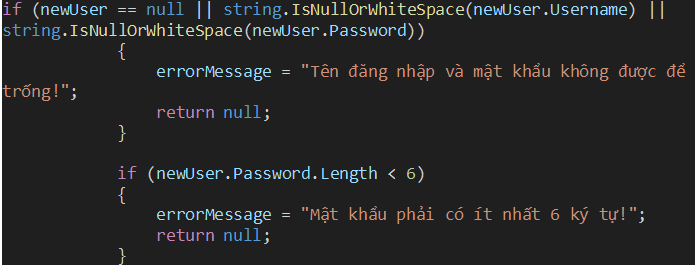 if (newUser == null || string.IsNullOrWhiteSpace(newUser.Username) ||
string.IsNullOrWhiteSpace(newUser.Password))
{
errorMessage = "Tên đăng nhập và mật khẩu không được để
trống!";
return null;
}
if (newUser.Password.Length < 6)
{
errorMessage = "Mật khẩu phải có ít nhất 6 ký tự!";
return null;
}